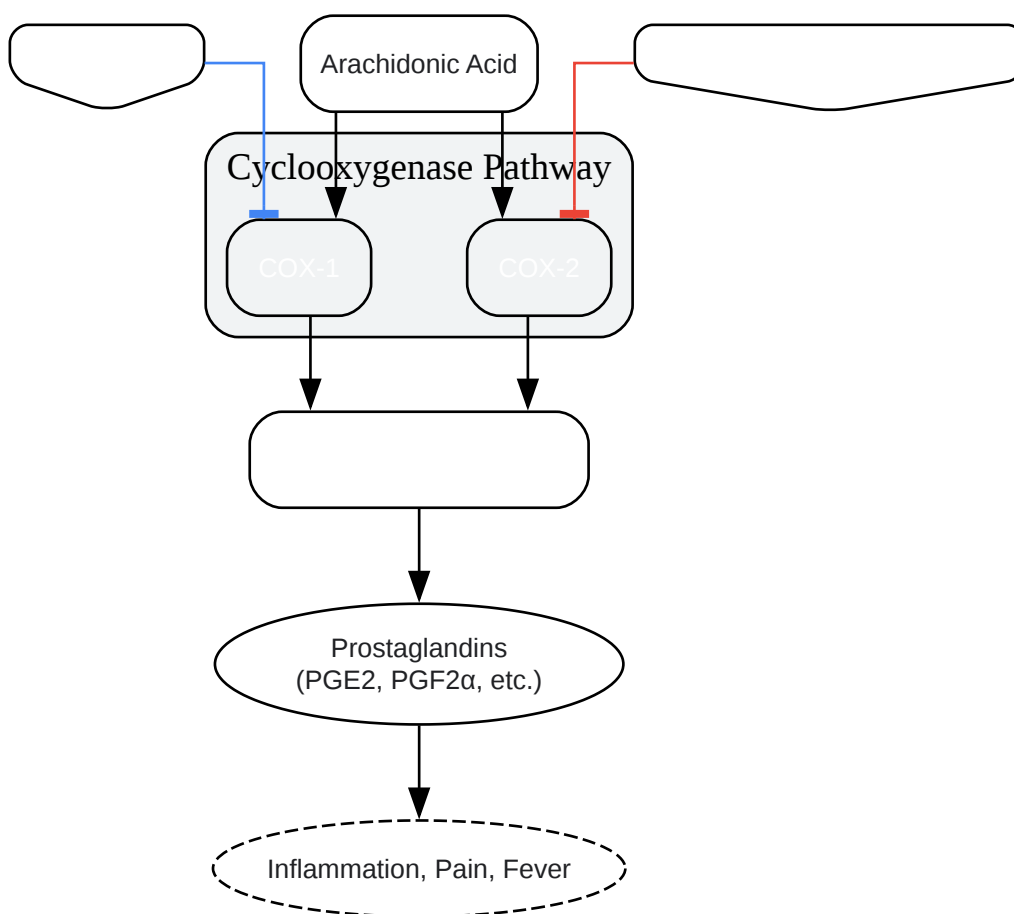 Arachidonic Acid
Cyclooxygenase Pathway
COX-1
COX-2
Prostaglandins
(PGE2, PGF2α, etc.)
Inflammation, Pain, Fever